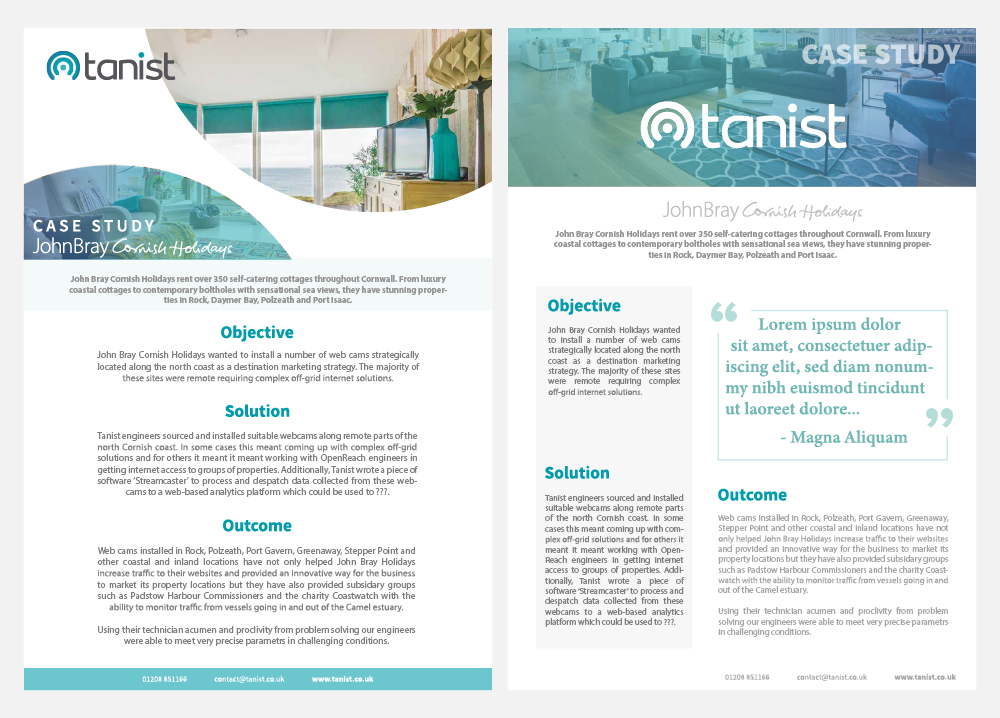 tanist
CASE STUDY
JohnBray Cornish Holidays
John Bray Cornish Holidays rent over 350 self-catering cottages throughout Cornwall. From luxury
coastal cottages to contemporary boltholes with sensational sea views, they have stunning proper-
ties in Rock, Daymer Bay, Polzeath and Port Isaac.
Objective
John Bray Cornish Holidays wanted to install a number of web cams strategically
located along the north coast as a destination marketing strategy. The majority of
these sites were remote requiring complex off-grid internet solutions.
Solution
Tanist engineers sourced and installed suitable webcams along remote parts of the
north Cornish coast. In some cases this meant coming up with complex off-grid
solutions and for others it meant it meant working with OpenReach engineers in
getting internet access to groups of properties. Additionally, Tanist wrote a piece of
software 'Streamcaster' to process and despatch data collected from these web-
cams to a web-based analytics platform which could be used to ???.
Outcome
Web cams installed in Rock, Polzeath, Port Gavern, Greenaway, Stepper Point and
other coastal and inland locations have not only helped John Bray Holidays
increase traffic to their websites and provided an innovative way for the business
to market its property locations but they have also provided subsidary groups
such as Padstow Harbour Commissioners and the charity Coastwatch with the
ability to monitor traffic from vessels going in and out of the Camel estuary.
Using their technician acumen and proclivity from problem solving our engineers
were able to meet very precise parametrs in challenging conditions.
01208 851166 contact@tanist.co.uk www.tanist.co.uk
CASE STUDY
tanist
JohnBray Cornish Holidays
John Bray Cornish Holidays rent over 350 self-catering cottages throughout Cornwall. From luxury
coastal cottages to contemporary boltholes with sensational sea views, they have stunning proper-
ties in Rock, Daymer Bay, Polzeath and Port Isaac.
Objective
John Bray Cornish Holidays wanted
to install a number of web cams
strategically located along the north
coast as a destination marketing
strategy. The majority of these sites
were remote requiring complex
off-grid internet solutions.
Solution
Tanist engineers sourced and installed
suitable webcams along remote parts
of the north Cornish coast. In some
cases this meant coming up with com-
plex off-grid solutions and for others it
meant it meant working with Open-
Reach engineers in getting internet
access to groups of properties. Addi-
tionally, Tanist wrote a piece of
software 'Streamcaster' to process and
despatch data collected from these
webcams to a web-based analytics
platform which could be used to ???.
“ Lorem ipsum dolor
sit amet, consectetuer adip-
iscing elit, sed diam nonum-
my nibh euismod tincidunt
ut laoreet dolore... ”
- Magna Aliquam
Outcome
Web cams installed in Rock, Polzeath, Port Gavern, Greenaway,
Stepper Point and other coastal and inland locations have not
only helped John Bray Holidays increase traffic to their websites
and provided an innovative way for the business to market its
property locations but they have also provided subsidary groups
such as Padstow Harbour Commissioners and the charity Coast-
watch with the ability to monitor traffic from vessels going in and
out of the Camel estuary.
Using their technician acumen and proclivity from problem
solving our engineers were able to meet very precise parametrs
in challenging conditions.
01208 851166 contact@tanist.co.uk www.tanist.co.uk